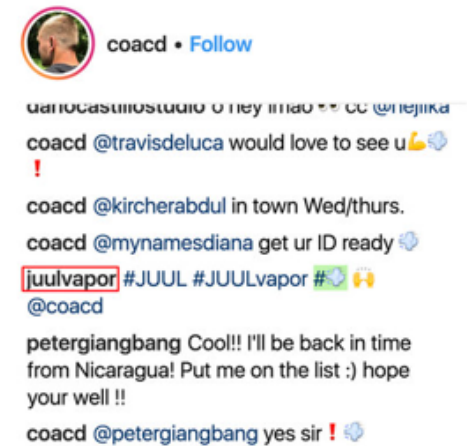 coacd • Follow
coacd @travisdeluca would love to see u💪💨
❗
coacd @kircherabdul in town Wed/thurs.
coacd @mynamesdiana get ur ID ready 💨
juulvapor #JUUL #JUULvapor #💨 🙌
@coacd
petergiangbang Cool!! I'll be back in time
from Nicaragua! Put me on the list :) hope
your well !!
coacd @petergiangbang yes sir❗💨